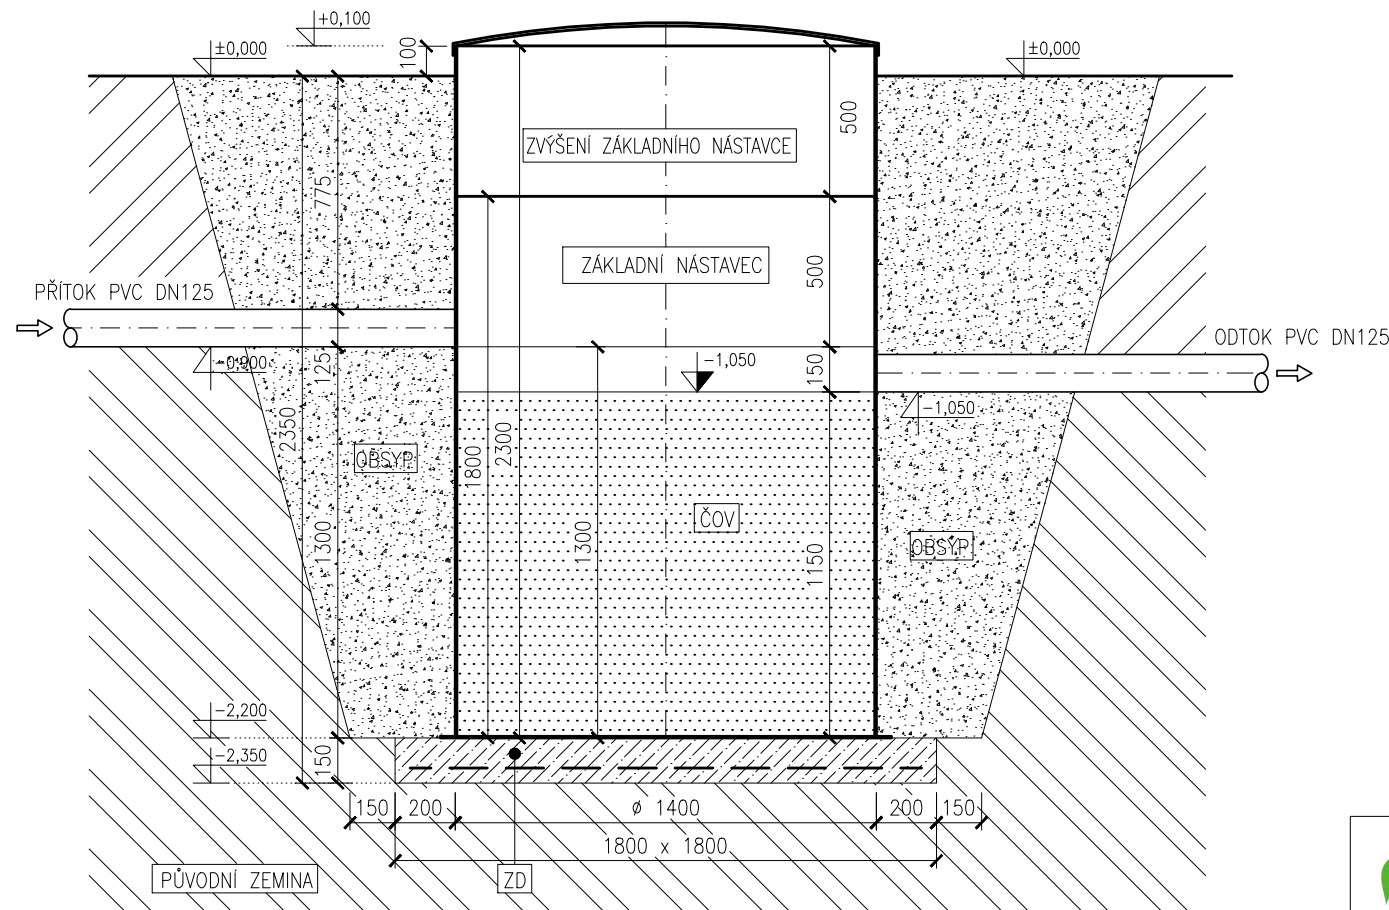 +0,100
±0,000
±0,000
100
500
ZVÝŠENÍ ZÁKLADNÍHO NÁSTAVCE
775
ZÁKLADNÍ NÁSTAVEC
500
PŘÍTOK PVC DN125
ODTOK PVC DN125
-0,900
125
-1,050
150
-1,050
2350
OBSYP
1800
2300
ČOV
1300
1300
1150
OBSYP
-2,200
-2,350
150
150
200
ø 1400
200
150
1800 x 1800
PŮVODNÍ ZEMINA
ZD